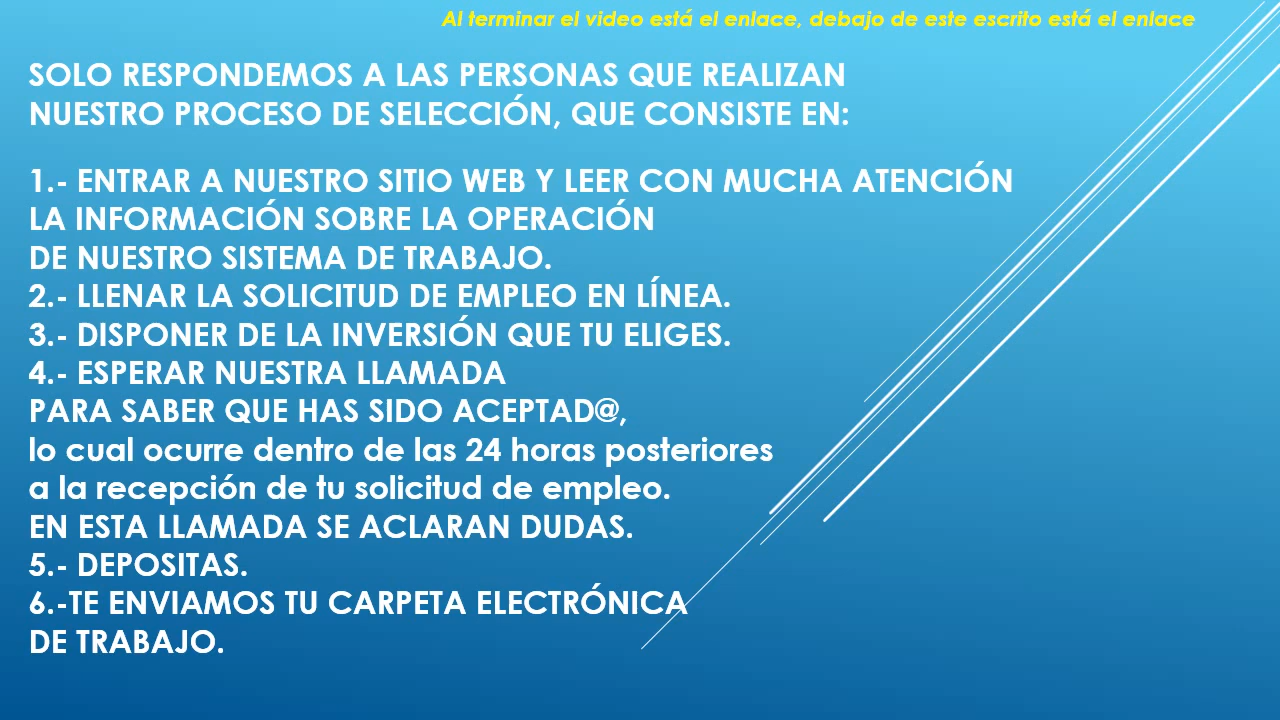 Al terminar el video está el enlace, debajo de este escrito está el enlace
SOLO RESPONDEMOS A LAS PERSONAS QUE REALIZAN
NUESTRO PROCESO DE SELECCIÓN, QUE CONSISTE EN:
1.- ENTRAR A NUESTRO SITIO WEB Y LEER CON MUCHA ATENCIÓN
LA INFORMACIÓN SOBRE LA OPERACIÓN
DE NUESTRO SISTEMA DE TRABAJO.
2.- LLENAR LA SOLICITUD DE EMPLEO EN LÍNEA.
3.- DISPONER DE LA INVERSIÓN QUE TU ELIGES.
4.- ESPERAR NUESTRA LLAMADA
PARA SABER QUE HAS SIDO ACEPTAD@,
lo cual ocurre dentro de las 24 horas posteriores
a la recepción de tu solicitud de empleo.
EN ESTA LLAMADA SE ACLARAN DUDAS.
5.- DEPOSITAS.
6.-TE ENVIAMOS TU CARPETA ELECTRÓNICA
DE TRABAJO.